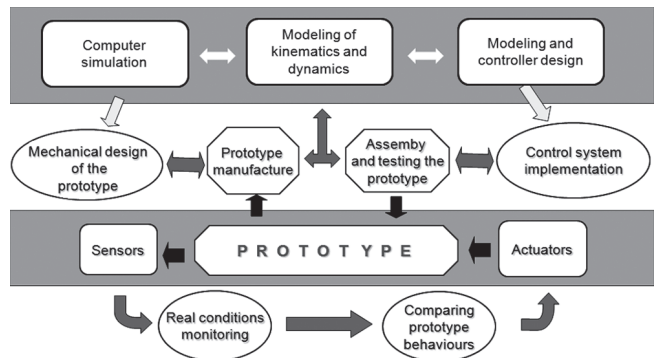 Computer
simulation
Modeling of
kinematics and
dynamics
Modeling and
controller design
Mechanical design
of the
prototype
Prototype
manufacture
Assemby
and testing the
prototype
Control system
implementation
Sensors
P R O T O T Y P E
Actuators
Real conditions
monitoring
Comparing
prototype
behaviours